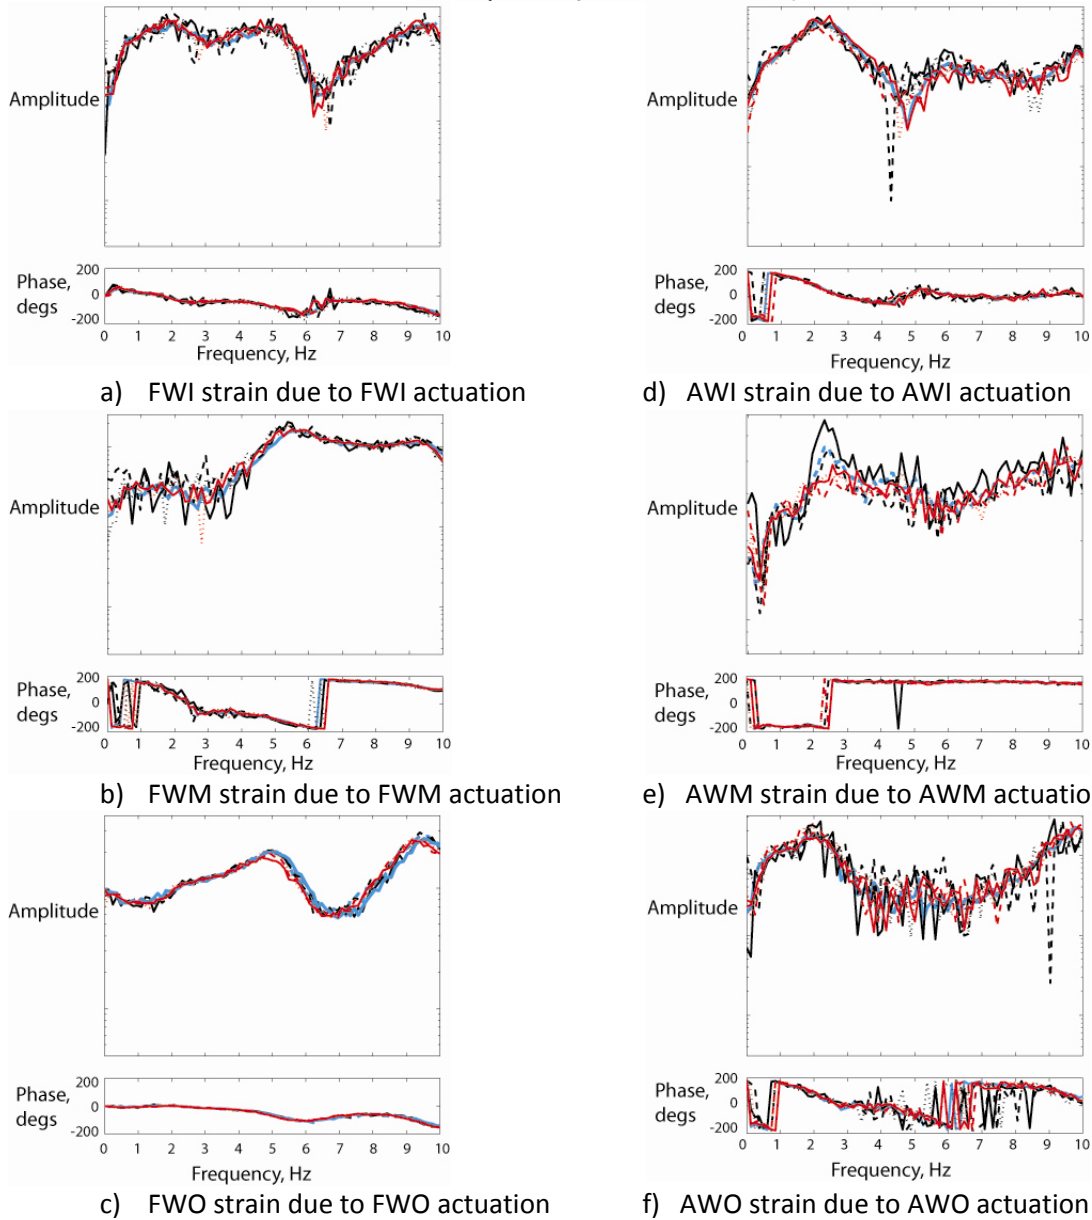 Amplitude
Phase, degs
200
0
-200
0 1 2 3 4 5 6 7 8 9 10
Frequency, Hz
a) FWI strain due to FWI actuation
Amplitude
Phase, degs
200
0
-200
0 1 2 3 4 5 6 7 8 9 10
Frequency, Hz
d) AWI strain due to AWI actuation
Amplitude
Phase, degs
200
0
-200
0 1 2 3 4 5 6 7 8 9 10
Frequency, Hz
b) FWM strain due to FWM actuation
Amplitude
Phase, degs
200
0
-200
0 1 2 3 4 5 6 7 8 9 10
Frequency, Hz
e) AWM strain due to AWM actuatio
Amplitude
Phase, degs
200
0
-200
0 1 2 3 4 5 6 7 8 9 10
Frequency, Hz
c) FWO strain due to FWO actuation
Amplitude
Phase, degs
200
0
-200
0 1 2 3 4 5 6 7 8 9 10
Frequency, Hz
f) AWO strain due to AWO actuation